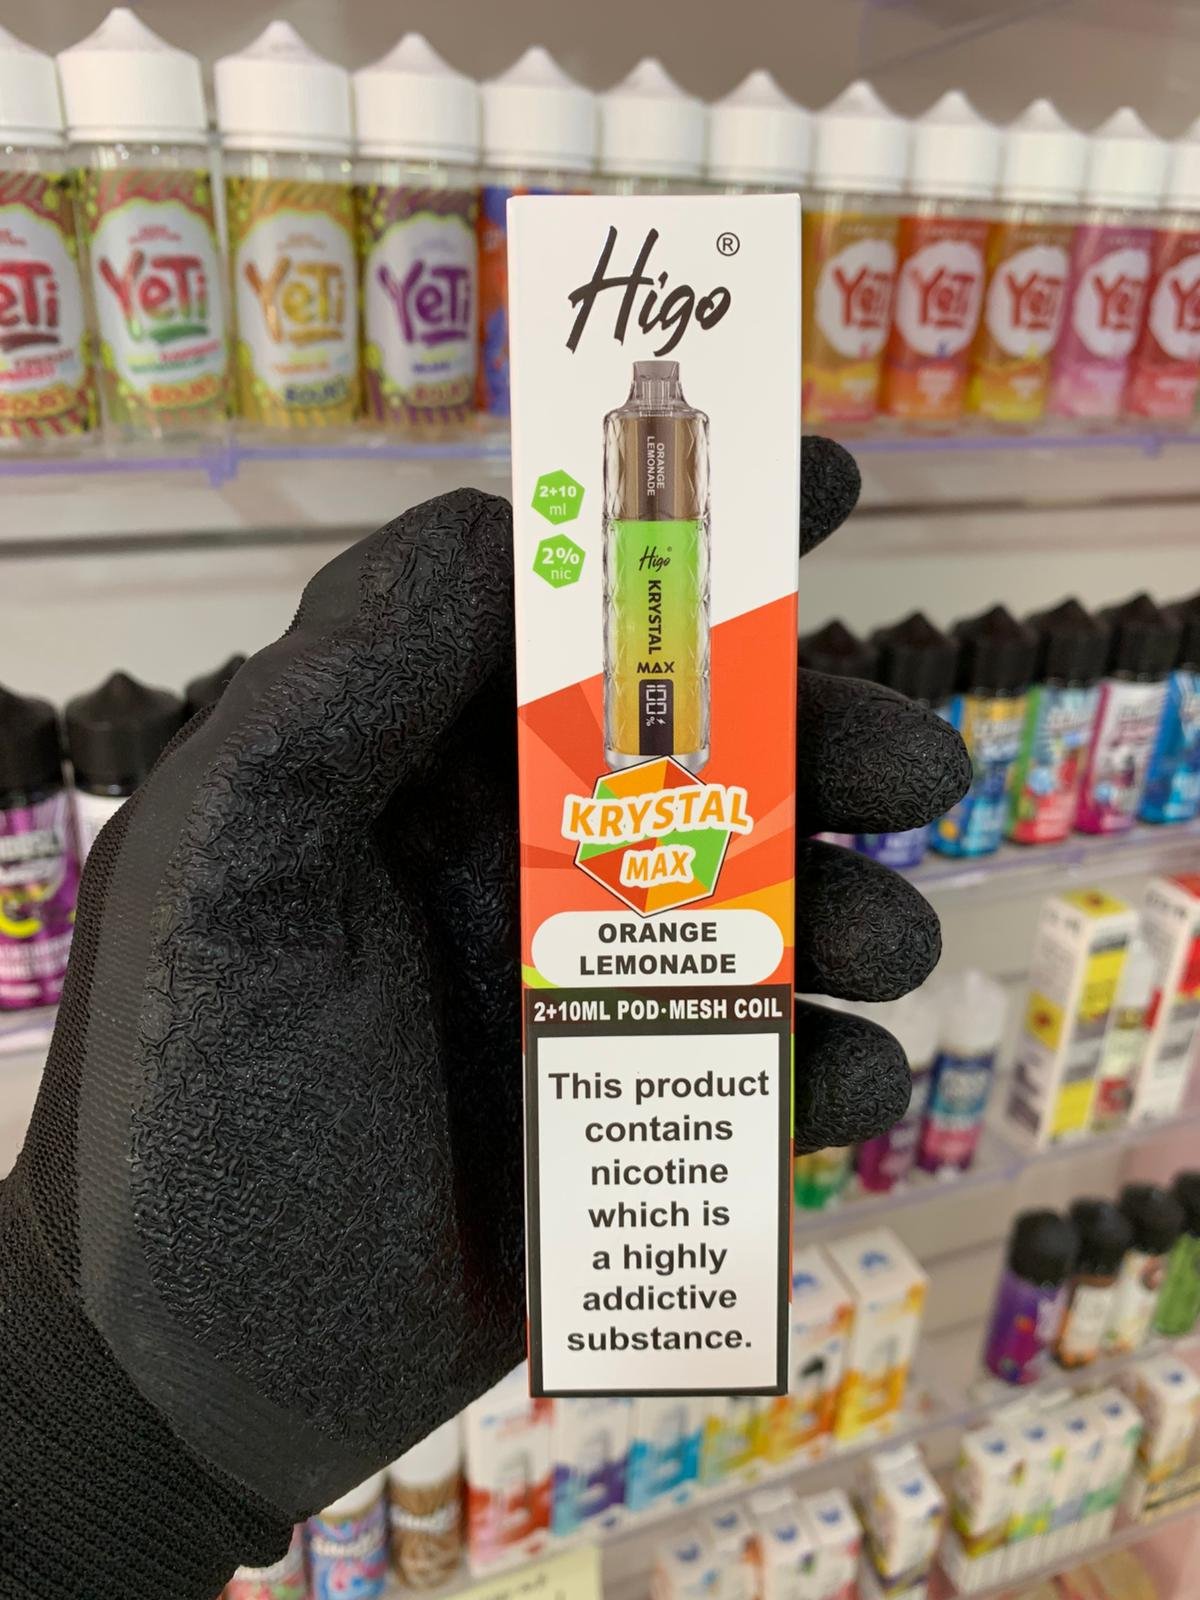 Higo®
ORANGE
LEMONADE
2+10
ml
2%
nic
Higo
KRYSTAL
MAX
100%
KRYSTAL
MAX
ORANGE
LEMONADE
2+10ML POD·MESH COIL
This product
contains
nicotine
which is
a highly
addictive
substance.
YeTi
YeTi
YeTi
YeTi
YeTi
YeTi